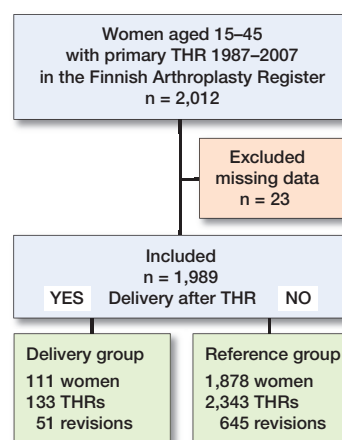 Women aged 15–45
with primary THR 1987–2007
in the Finnish Arthroplasty Register
n = 2,012
Excluded
missing data
n = 23
Included
n = 1,989
YES Delivery after THR NO
Delivery group
111 women
133 THRs
51 revisions
Reference group
1,878 women
2,343 THRs
645 revisions